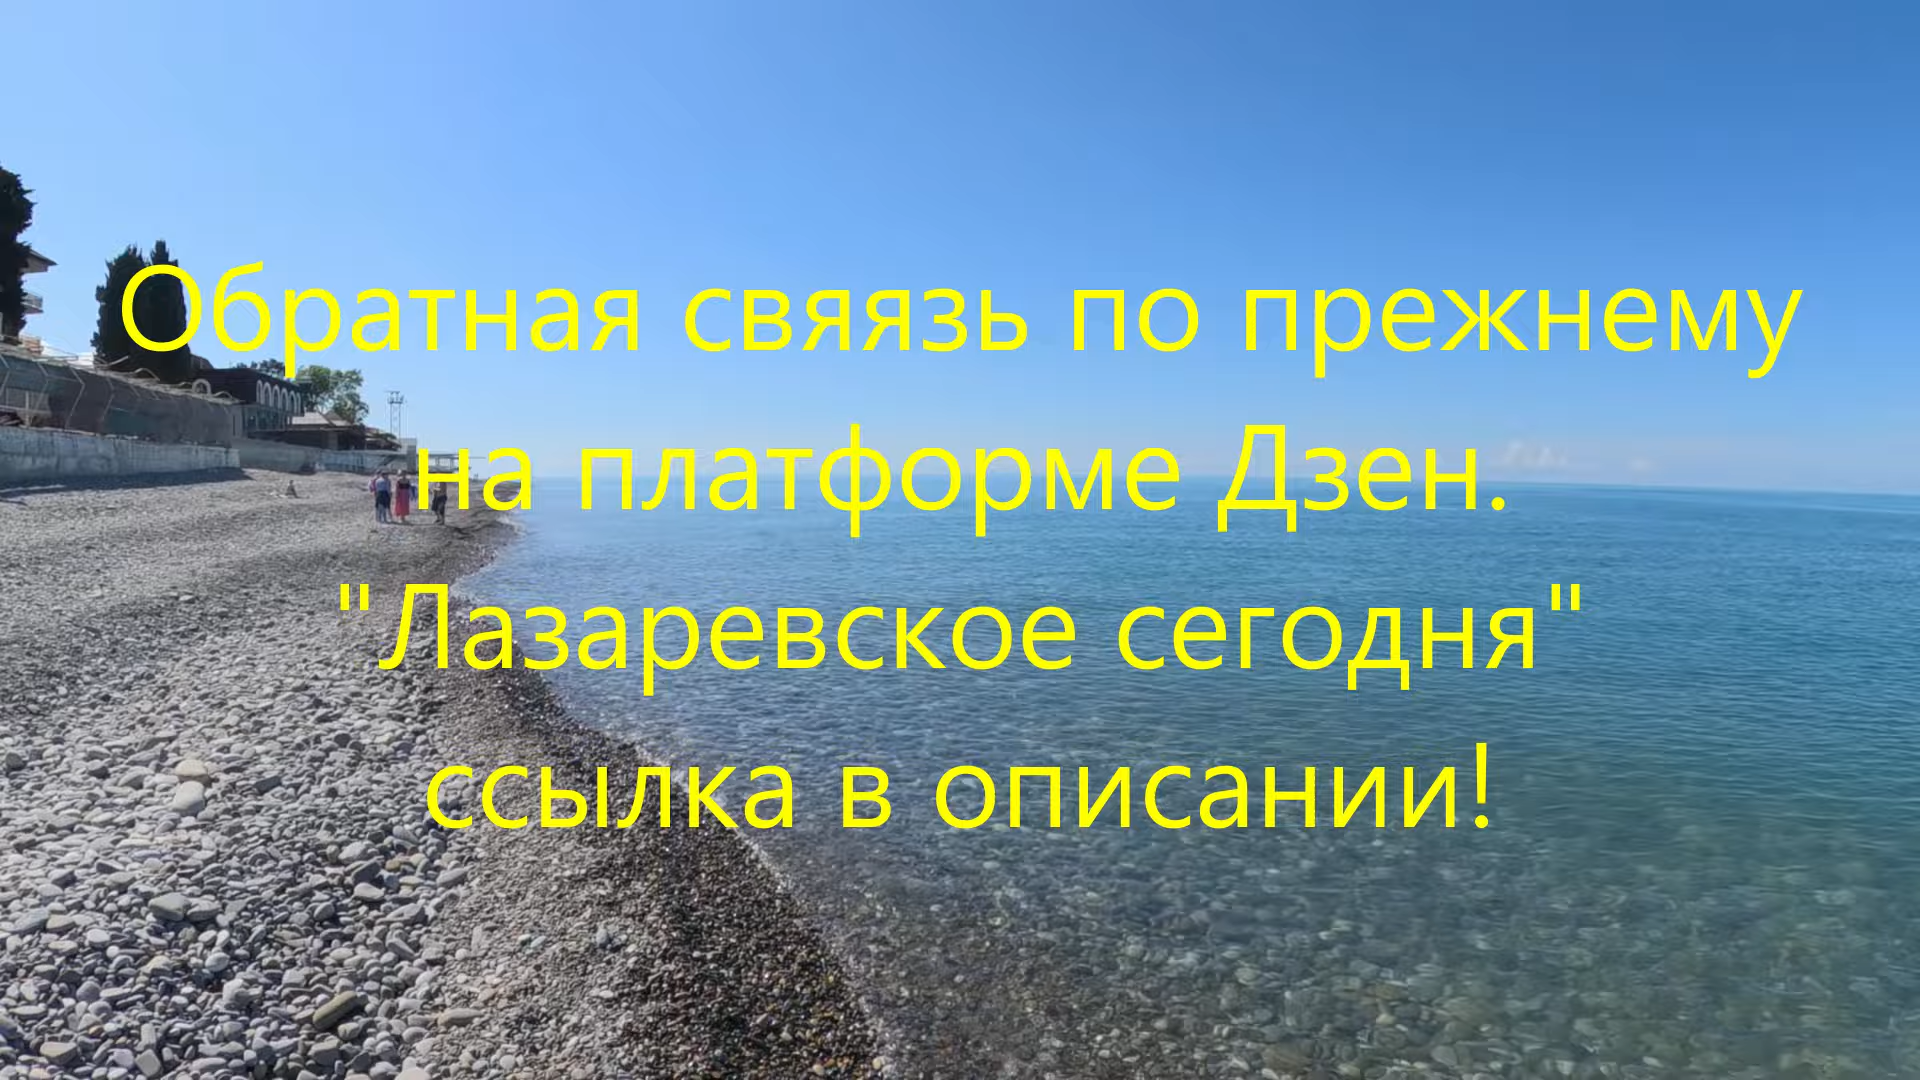 Обратная свяязь по прежнему
на платформе Дзен.
"Лазаревское сегодня"
ссылка в описании!